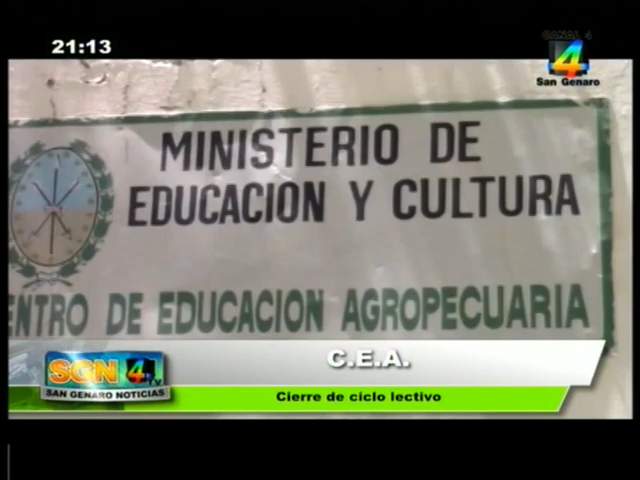 21:13
CANAL 4
4
San Genaro
MINISTERIO DE
EDUCACION Y CULTURA
ENTRO DE EDUCACION AGROPECUARIA
SGN 4 TV
SAN GENARO NOTICIAS
C.E.A.
Cierre de ciclo lectivo